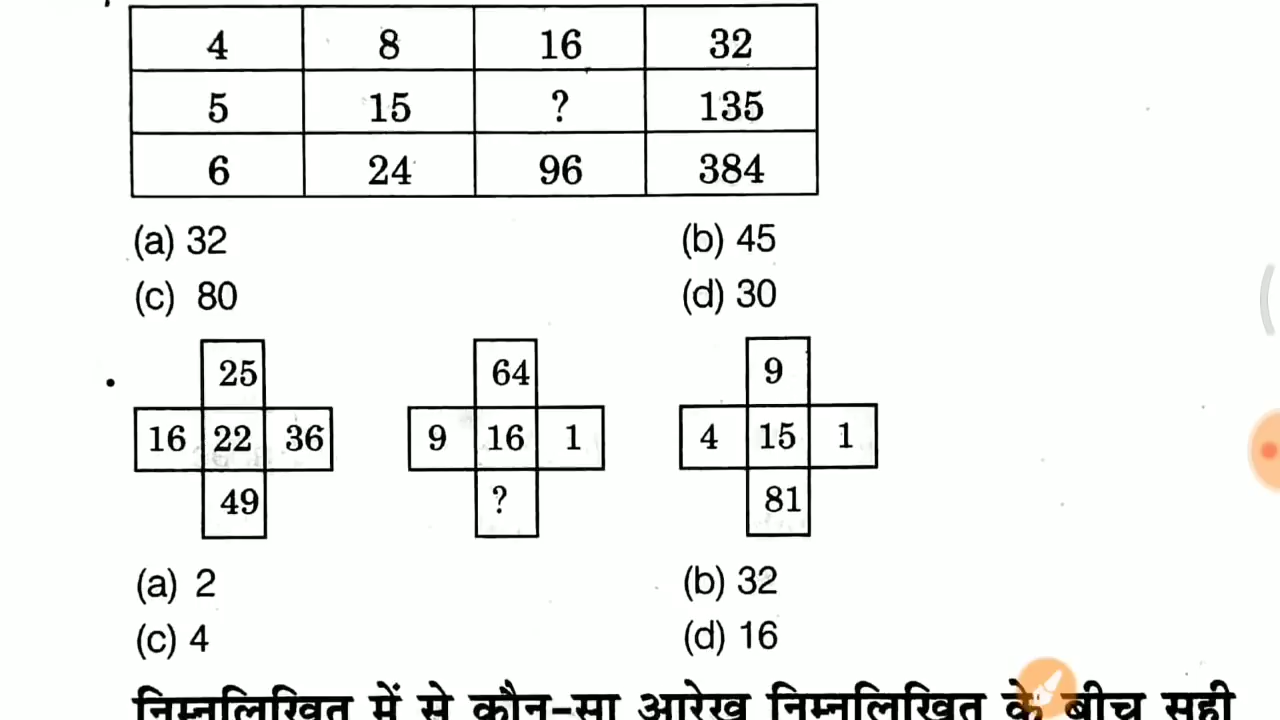 4 8 16 32
5 15 ? 135
6 24 96 384
(a) 32 (b) 45
(c) 80 (d) 30
25 64 9
16 22 36 9 16 1 4 15 1
49 ? 81
(a) 2 (b) 32
(c) 4 (d) 16
निम्नलिखित में से कौन-सा आरेख निम्नलिखित के बीच सही